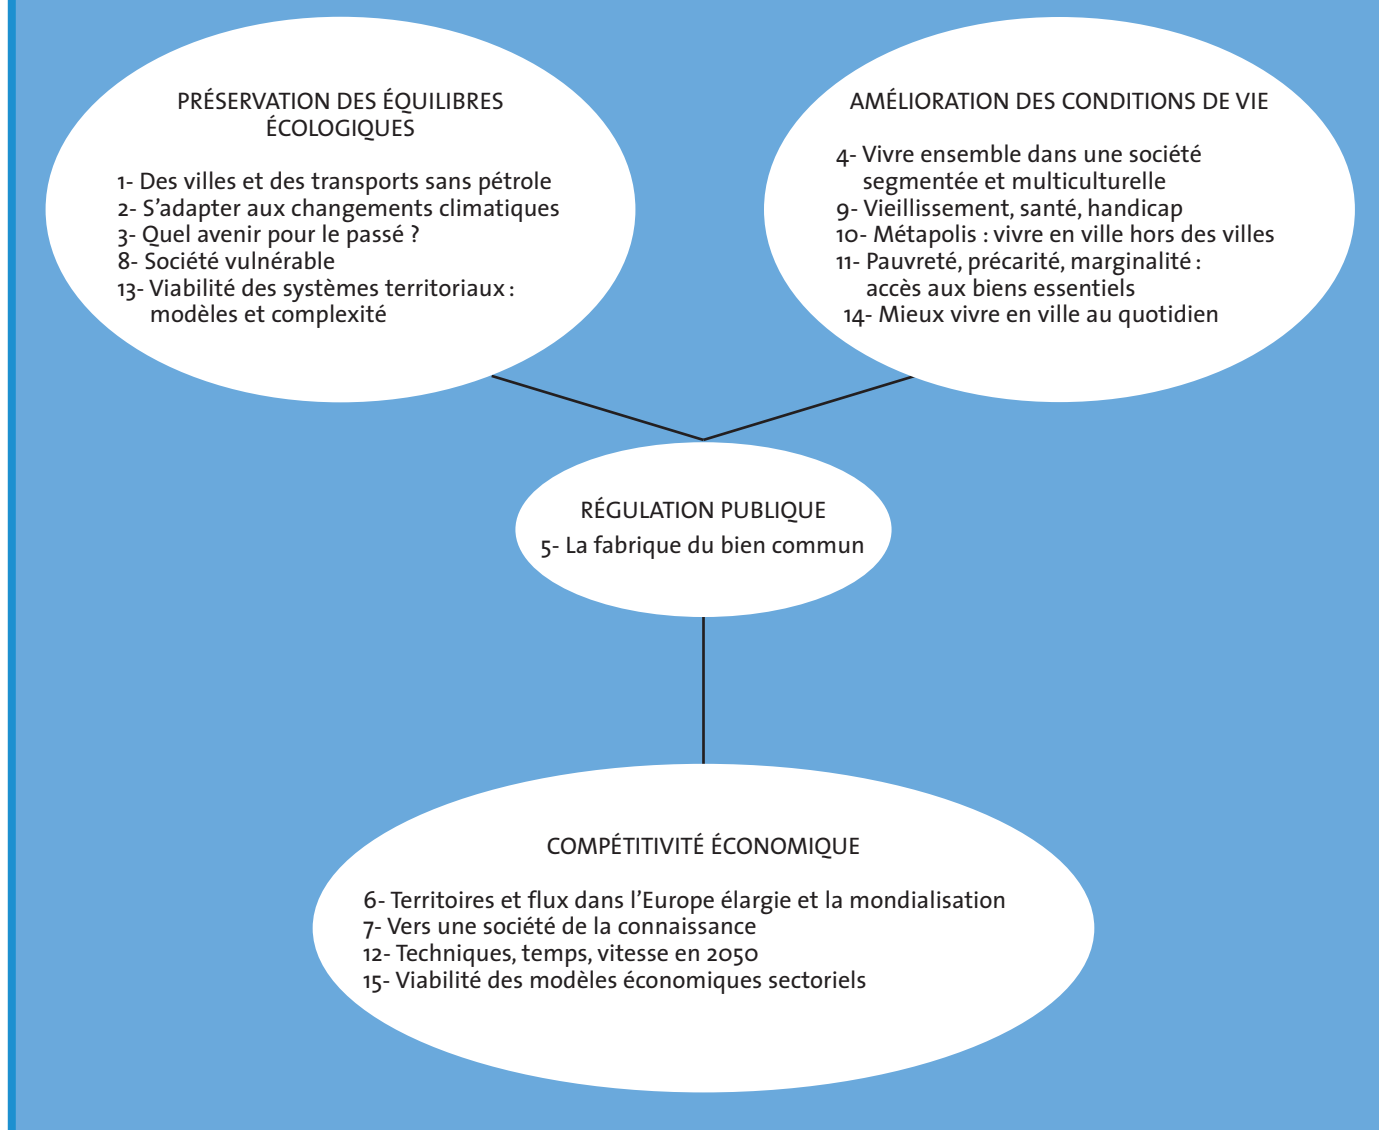 PRÉSERVATION DES ÉQUILIBRES
ÉCOLOGIQUES
1- Des villes et des transports sans pétrole
2- S’adapter aux changements climatiques
3- Quel avenir pour le passé ?
8- Société vulnérable
13- Viabilité des systèmes territoriaux :
modèles et complexité
AMÉLIORATION DES CONDITIONS DE VIE
4- Vivre ensemble dans une société
segmentée et multiculturelle
9- Vieillissement, santé, handicap
10- Métapolis : vivre en ville hors des villes
11- Pauvreté, précarité, marginalité :
accès aux biens essentiels
14- Mieux vivre en ville au quotidien
RÉGULATION PUBLIQUE
5- La fabrique du bien commun
COMPÉTITIVITÉ ÉCONOMIQUE
6- Territoires et flux dans l’Europe élargie et la mondialisation
7- Vers une société de la connaissance
12- Techniques, temps, vitesse en 2050
15- Viabilité des modèles économiques sectoriels